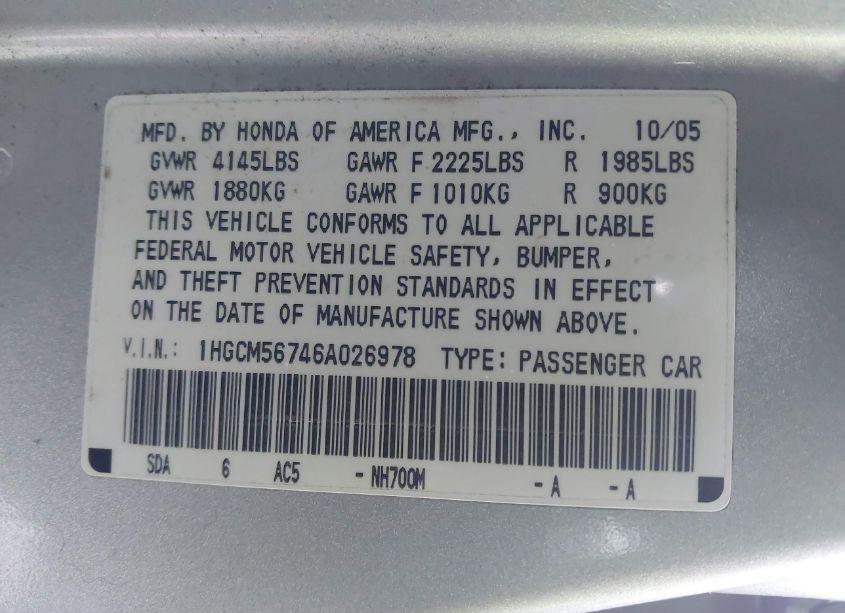 MFD. BY HONDA OF AMERICA MFG., INC. 10/05
GVWR 4145LBS GAWR F 2225LBS R 1985LBS
GVWR 1880KG GAWR F 1010KG R 900KG
THIS VEHICLE CONFORMS TO ALL APPLICABLE
FEDERAL MOTOR VEHICLE SAFETY, BUMPER,
AND THEFT PREVENTION STANDARDS IN EFFECT
ON THE DATE OF MANUFACTURE SHOWN ABOVE.
V.I.N.: 1HGCM56746A026978 TYPE: PASSENGER CAR
SDA 6 AC5 - NH700M - A - A